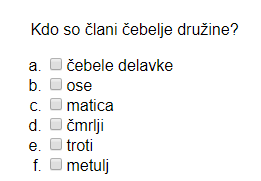 Kdo so člani čebelje družine?
a. čebele delavke
b. ose
c. matica
d. čmrlji
e. troti
f. metulj